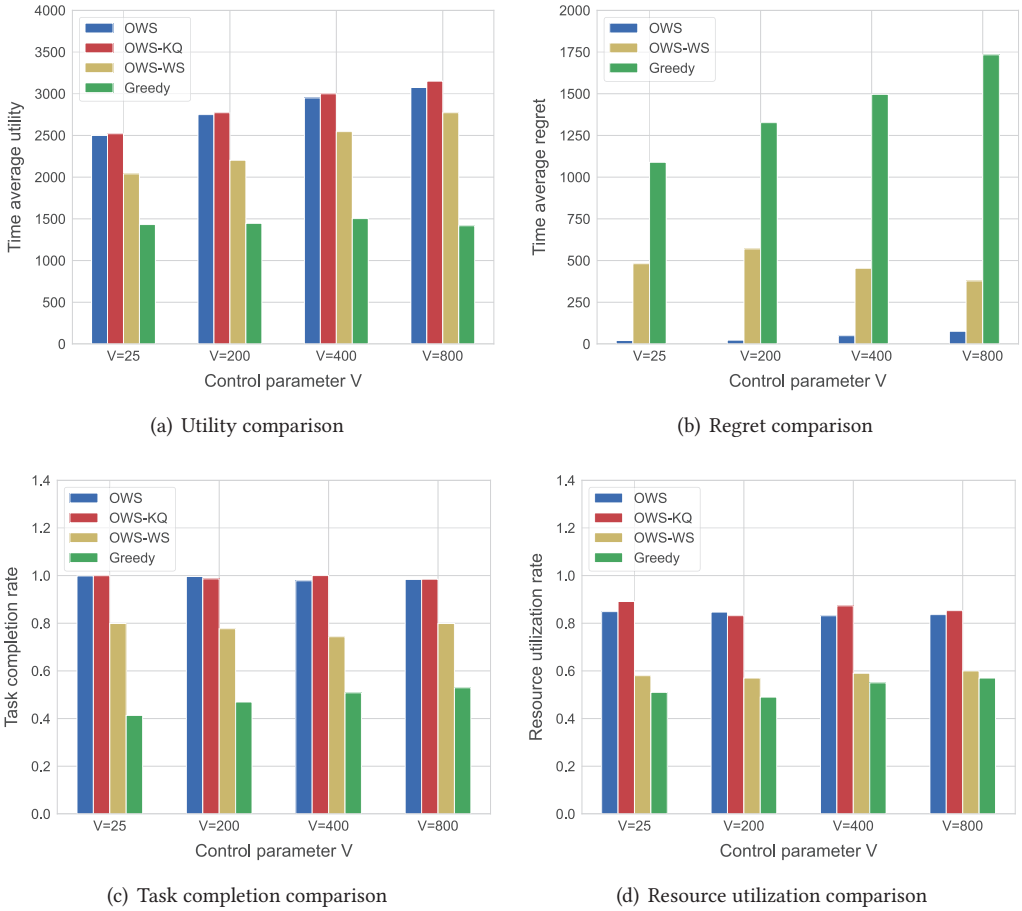 4000
3500
3000
2500
2000
1500
1000
500
0
Time average utility
OWS
OWS-KQ
OWS-WS
Greedy
V=25 V=200 V=400 V=800
Control parameter V
(a) Utility comparison
2000
1750
1500
1250
1000
750
500
250
0
Time average regret
OWS
OWS-WS
Greedy
V=25 V=200 V=400 V=800
Control parameter V
(b) Regret comparison
1.4
1.2
1.0
0.8
0.6
0.4
0.2
0.0
Task completion rate
OWS
OWS-KQ
OWS-WS
Greedy
V=25 V=200 V=400 V=800
Control parameter V
(c) Task completion comparison
1.4
1.2
1.0
0.8
0.6
0.4
0.2
0.0
Resource utilization rate
OWS
OWS-KQ
OWS-WS
Greedy
V=25 V=200 V=400 V=800
Control parameter V
(d) Resource utilization comparison